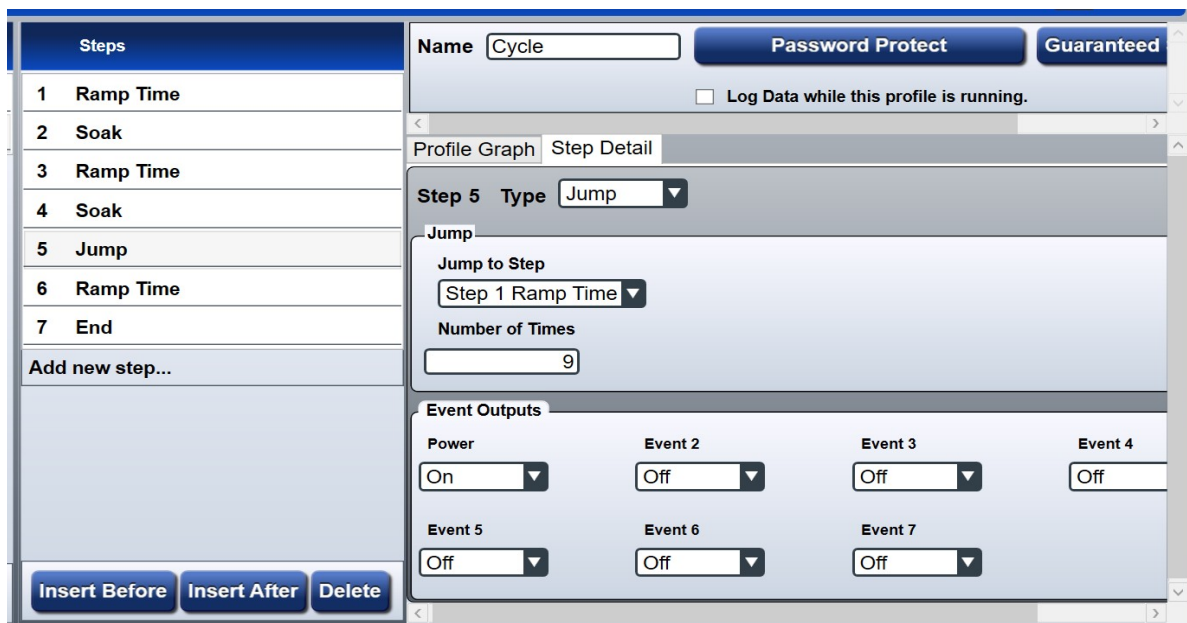 Steps
1 Ramp Time
2 Soak
3 Ramp Time
4 Soak
5 Jump
6 Ramp Time
7 End
Add new step...
Insert Before Insert After Delete
Name Cycle Password Protect Guaranteed
Log Data while this profile is running.
Profile Graph Step Detail
Step 5 Type Jump
Jump
Jump to Step
Step 1 Ramp Time
Number of Times
9
Event Outputs
Power Event 2 Event 3 Event 4
On Off Off Off
Event 5 Event 6 Event 7
Off Off Off